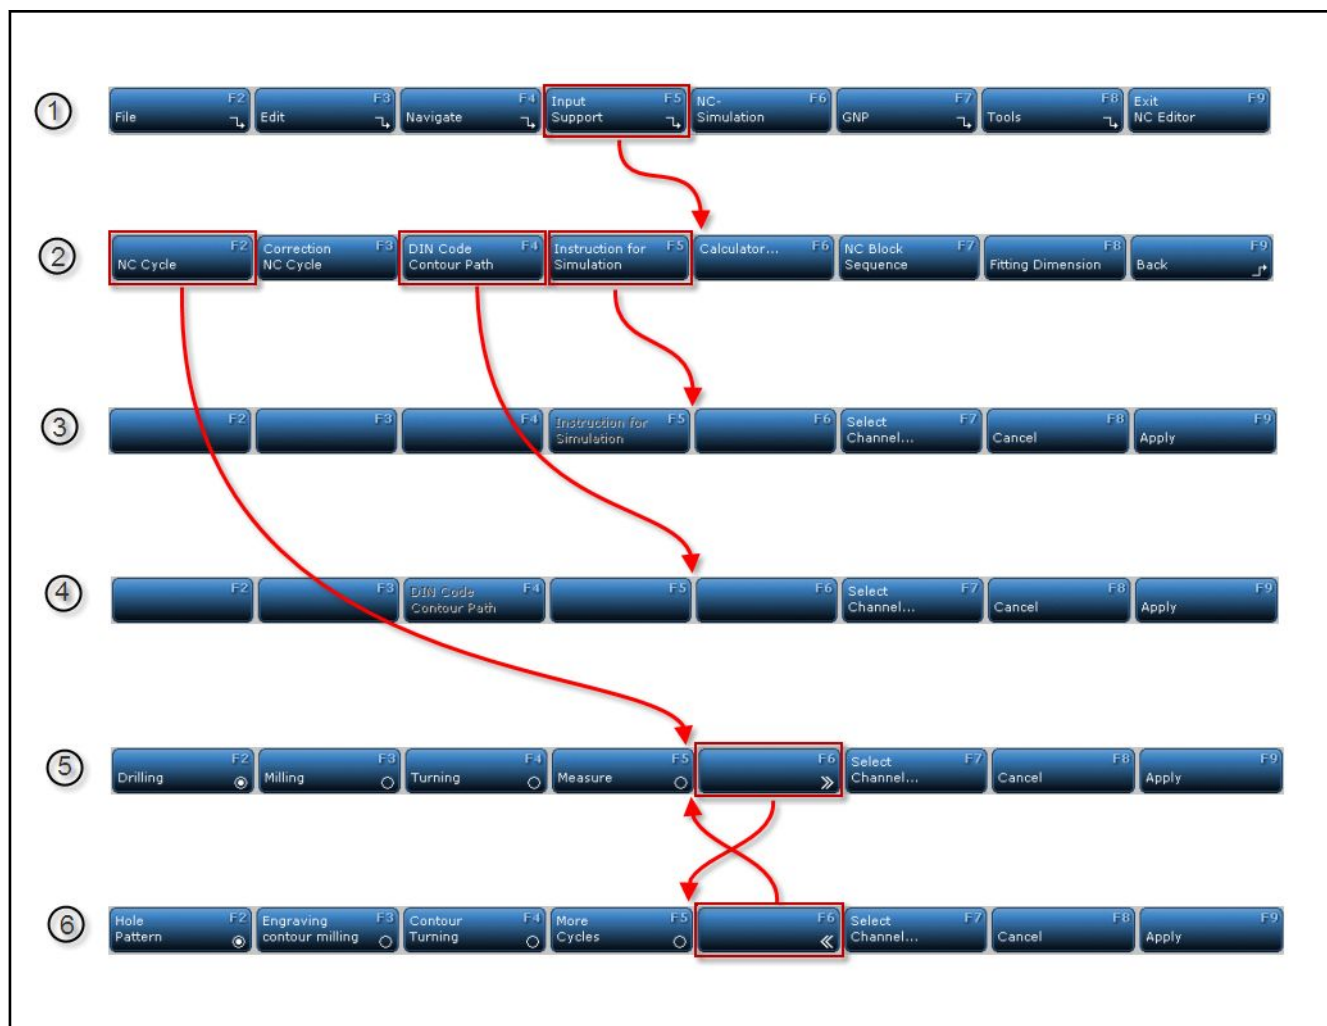 1
File F2
Edit F3
Navigate F4
Input F5
Support
NC- F6
Simulation
GNP F7
Tools F8
Exit F9
NC Editor
2
NC Cycle F2
Correction F3
NC Cycle
DIN Code F4
Contour Path
Instruction for F5
Simulation
Calculator... F6
NC Block F7
Sequence
Fitting Dimension F8
Back F9
3
F2
F3
F4
Instruction for F5
Simulation
F6
Select F7
Channel...
Cancel F8
Apply F9
4
F2
F3
DIN Code F4
Contour Path
F5
F6
Select F7
Channel...
Cancel F8
Apply F9
5
Drilling F2
Milling F3
Turning F4
Measure F5
F6
Select F7
Channel...
Cancel F8
Apply F9
6
Hole F2
Pattern
Engraving F3
contour milling
Contour F4
Turning
More F5
Cycles
F6
Select F7
Channel...
Cancel F8
Apply F9